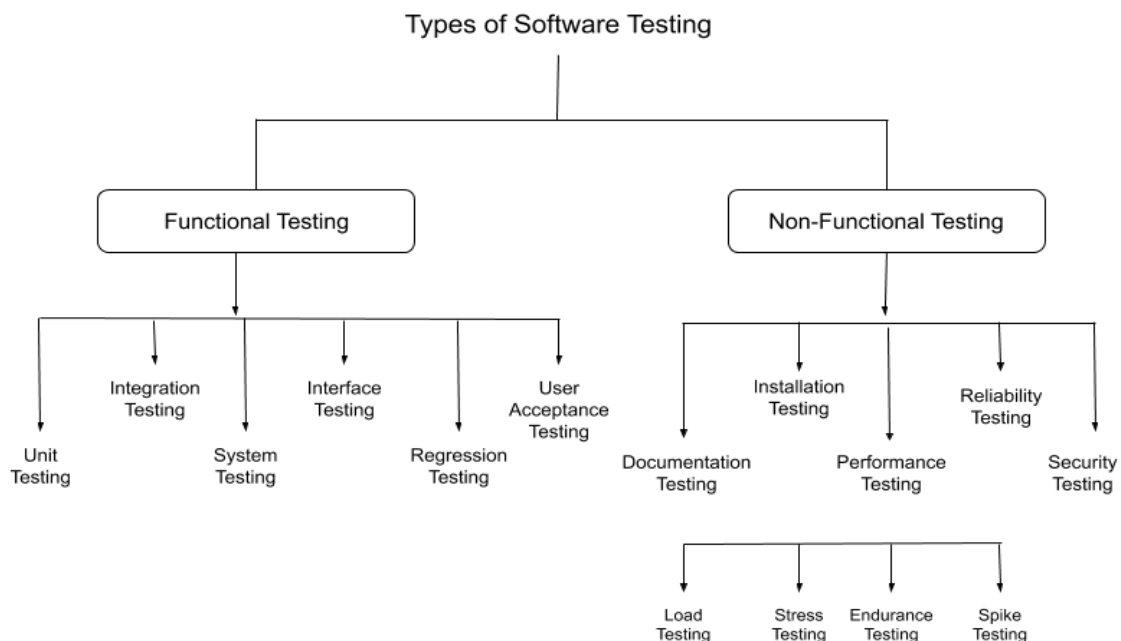 Types of Software Testing
Functional Testing
Non-Functional Testing
Unit
Testing
Integration
Testing
System
Testing
Interface
Testing
Regression
Testing
User
Acceptance
Testing
Documentation
Testing
Installation
Testing
Performance
Testing
Reliability
Testing
Security
Testing
Load
Testing
Stress
Testing
Endurance
Testing
Spike
Testing